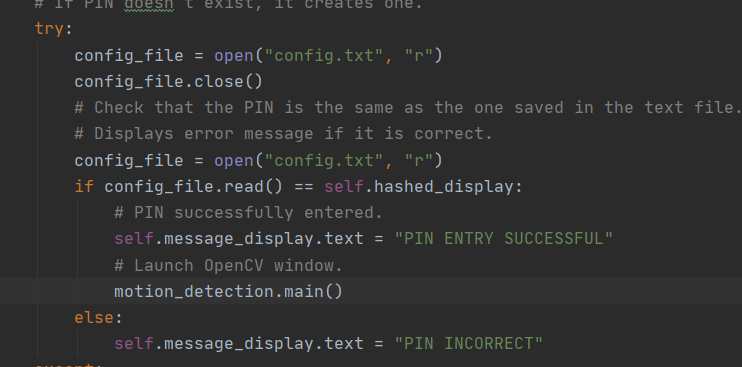 # If PIN doesn't exist, it creates one.
try:
config_file = open("config.txt", "r")
config_file.close()
# Check that the PIN is the same as the one saved in the text file.
# Displays error message if it is correct.
config_file = open("config.txt", "r")
if config_file.read() == self.hashed_display:
# PIN successfully entered.
self.message_display.text = "PIN ENTRY SUCCESSFUL"
# Launch OpenCV window.
motion_detection.main()
else:
self.message_display.text = "PIN INCORRECT"
except: